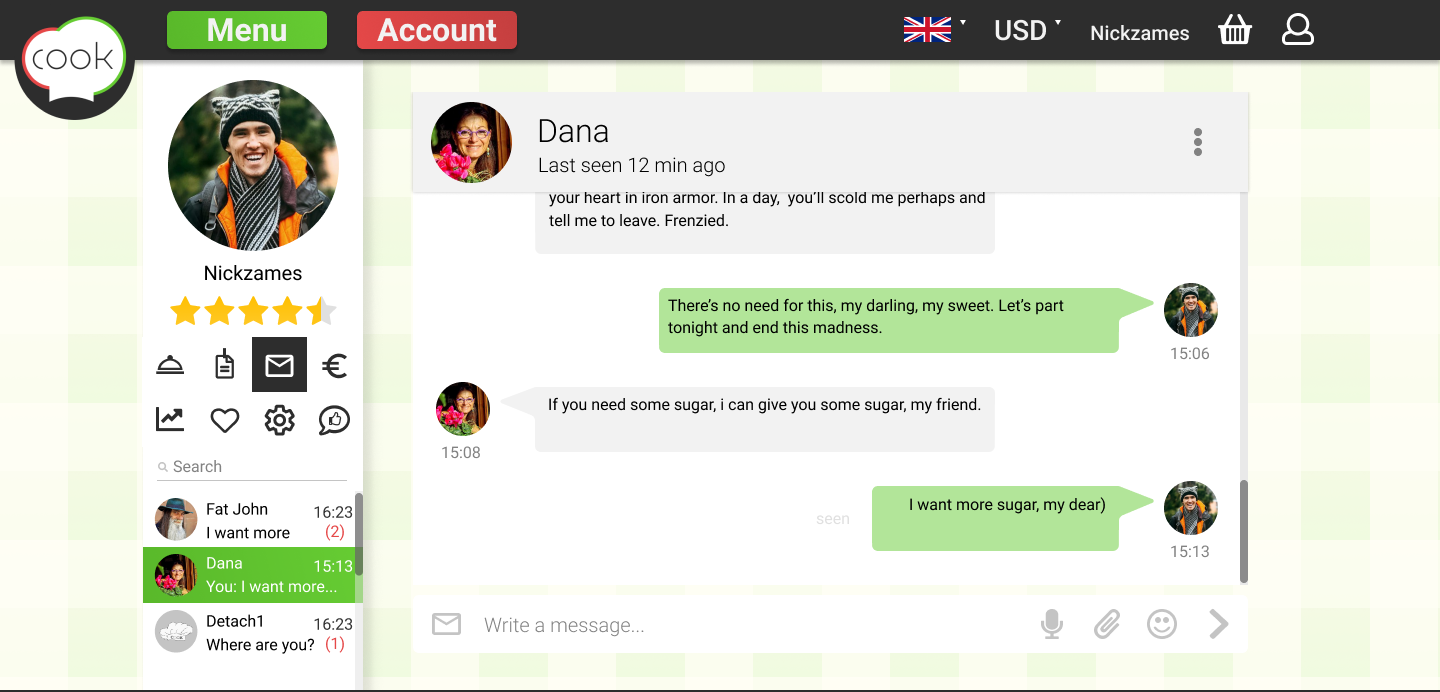 cook
Menu
Account
USD
Nickzames
Nickzames
Search
Fat John
16:23
I want more
(2)
Dana
15:13
You: I want more...
Detach1
16:23
Where are you?
(1)
Dana
Last seen 12 min ago
your heart in iron armor. In a day,  you’ll scold me perhaps and
tell me to leave. Frenzied.
There’s no need for this, my darling, my sweet. Let’s part
tonight and end this madness.
15:06
If you need some sugar, i can give you some sugar, my friend.
15:08
seen
I want more sugar, my dear)
15:13
Write a message...